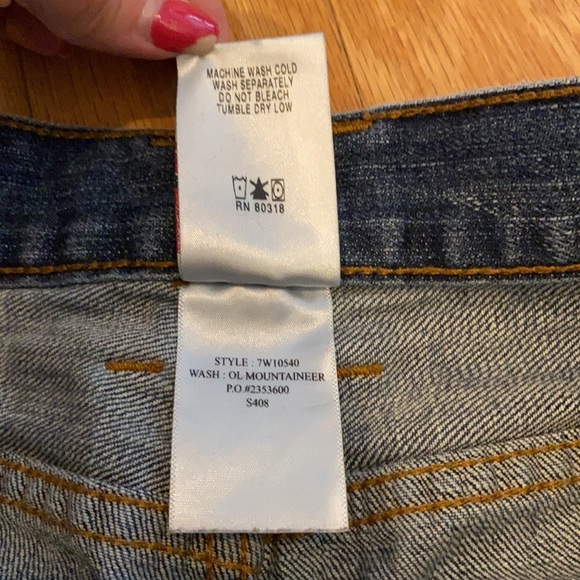 MACHINE WASH COLD
WASH SEPARATELY
DO NOT BLEACH
TUMBLE DRY LOW
RN 80318
STYLE : 7W10540
WASH : OL MOUNTAINEER
P.O.#2353600
S408